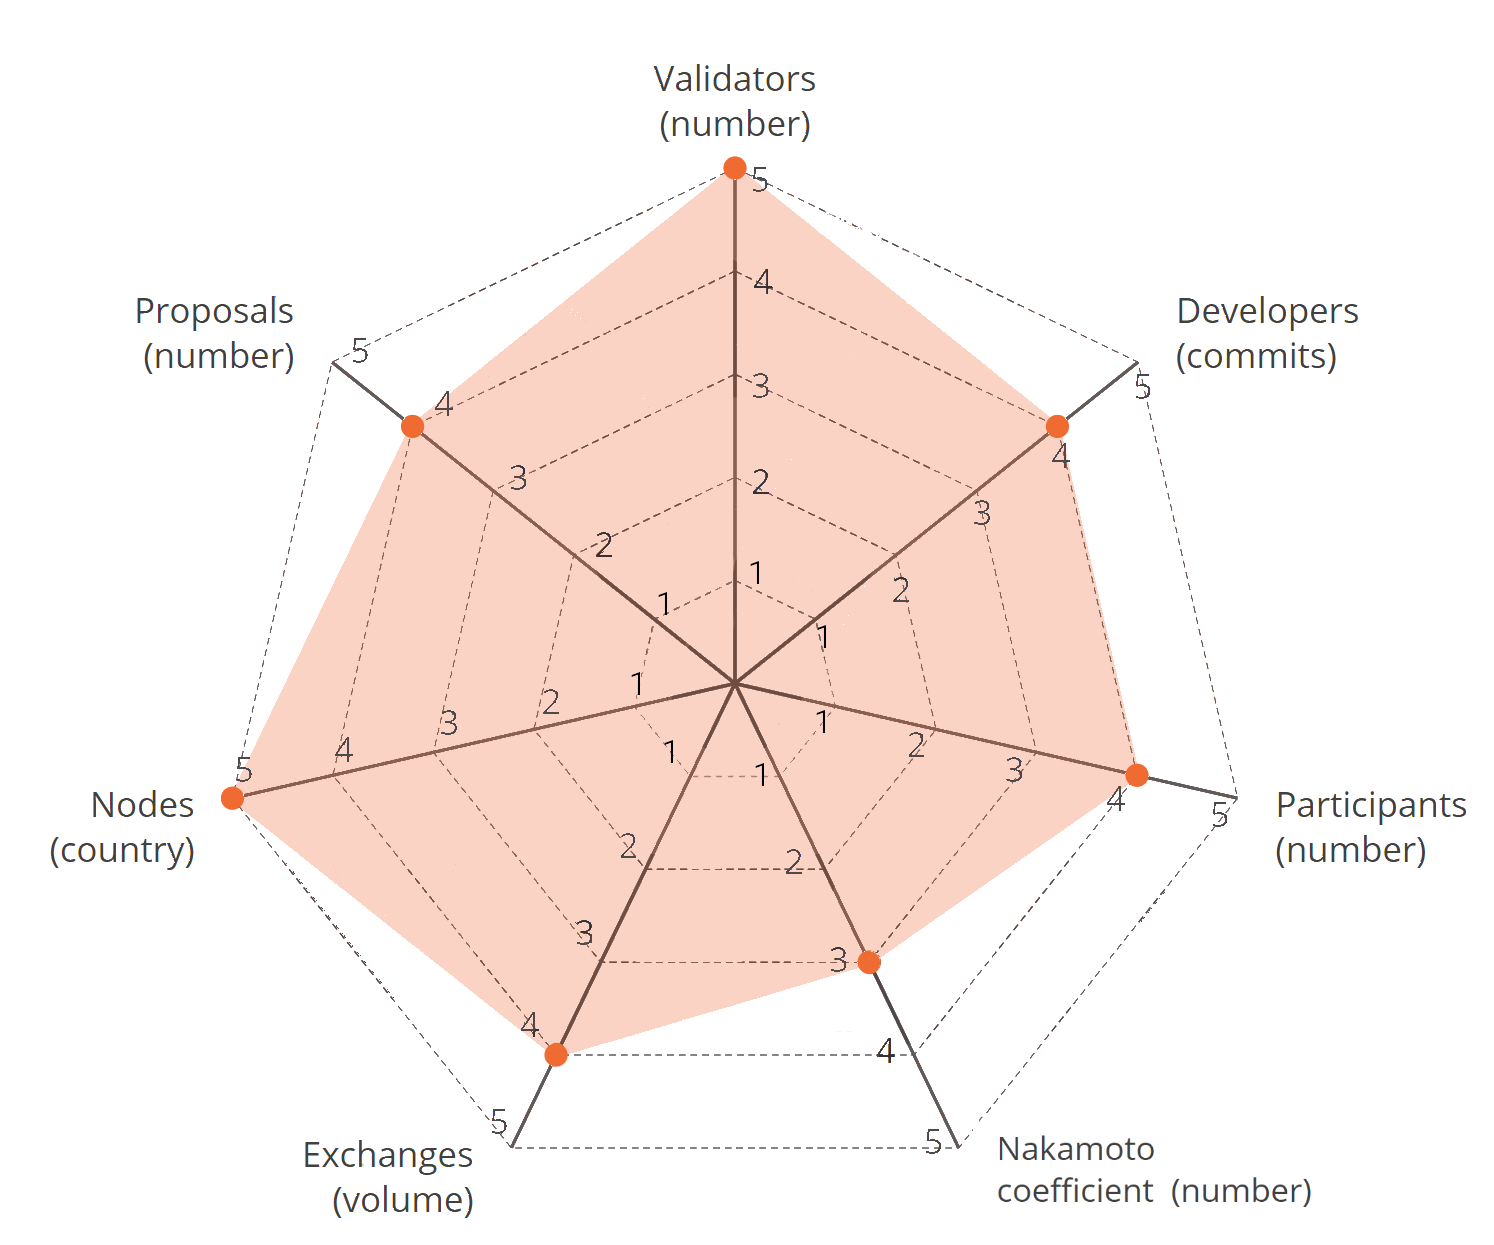 Validators
(number)
5
4
3
2
1
Developers
(commits)
5
4
3
2
1
Participants
(number)
5
4
3
2
1
Nakamoto
coefficient (number)
5
4
3
2
1
Exchanges
(volume)
5
4
3
2
1
Nodes
(country)
5
4
3
2
1
Proposals
(number)
5
4
3
2
1